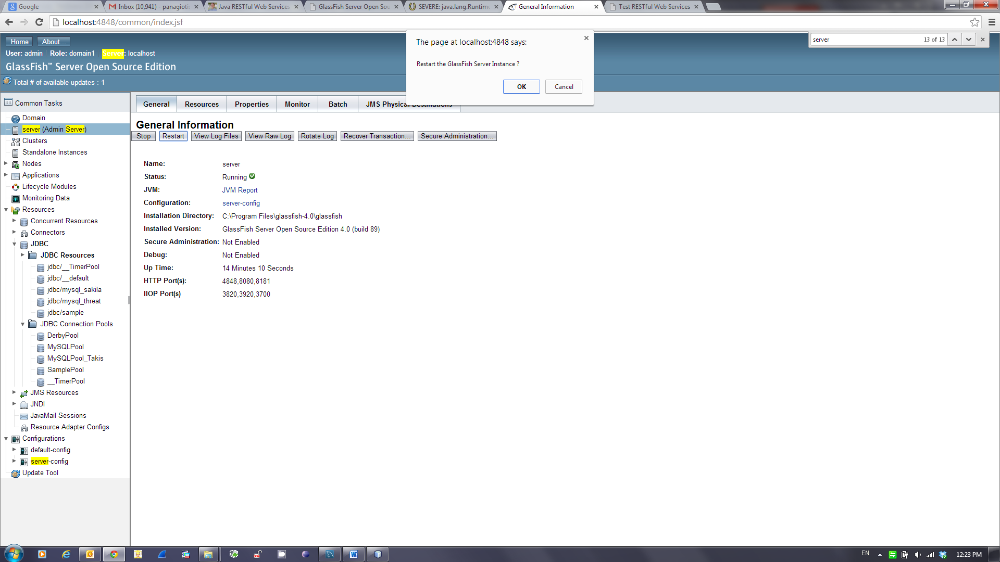 Google
Inbox (10,941) - panagiotis
Java RESTful Web Services
GlassFish Server Open Sou
SEVERE: java.lang.Runtime
General Information
Test RESTful Web Services
localhost:4848/common/index.jsf
Home
About...
User: admin
Role: domain1
Server: localhost
GlassFish™ Server Open Source Edition
Total # of available updates : 1
The page at localhost:4848 says:
Restart the GlassFish Server Instance ?
OK
Cancel
server
13 of 13
Common Tasks
Domain
server (Admin Server)
Clusters
Standalone Instances
Nodes
Applications
Lifecycle Modules
Monitoring Data
Resources
Concurrent Resources
Connectors
JDBC
JDBC Resources
jdbc/__TimerPool
jdbc/__default
jdbc/mysql_sakila
jdbc/mysql_threat
jdbc/sample
JDBC Connection Pools
DerbyPool
MySQLPool
MySQLPool_Takis
SamplePool
__TimerPool
JMS Resources
JNDI
JavaMail Sessions
Resource Adapter Configs
Configurations
default-config
server-config
Update Tool
General
Resources
Properties
Monitor
Batch
JMS Physical Destinations
General Information
Stop
Restart
View Log Files
View Raw Log
Rotate Log
Recover Transaction...
Secure Administration...
Name: server
Status: Running
JVM: JVM Report
Configuration: server-config
Installation Directory: C:\Program Files\glassfish-4.0\glassfish
Installed Version: GlassFish Server Open Source Edition 4.0 (build 89)
Secure Administration: Not Enabled
Debug: Not Enabled
Up Time: 14 Minutes 10 Seconds
HTTP Port(s): 4848,8080,8181
IIOP Port(s) 3820,3920,3700
EN
12:23 PM